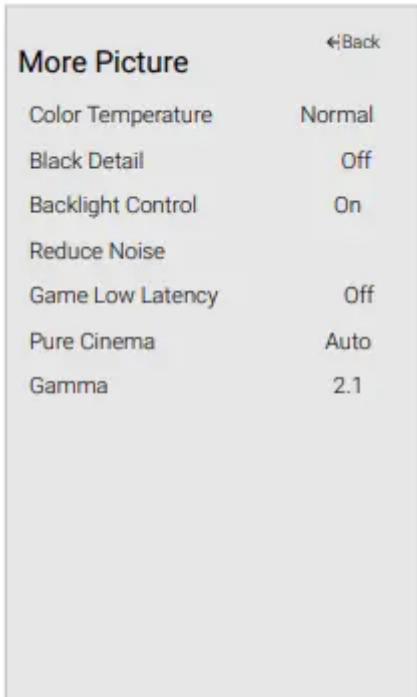 Back
More Picture
Color Temperature Normal
Black Detail Off
Backlight Control On
Reduce Noise
Game Low Latency Off
Pure Cinema Auto
Gamma 2.1